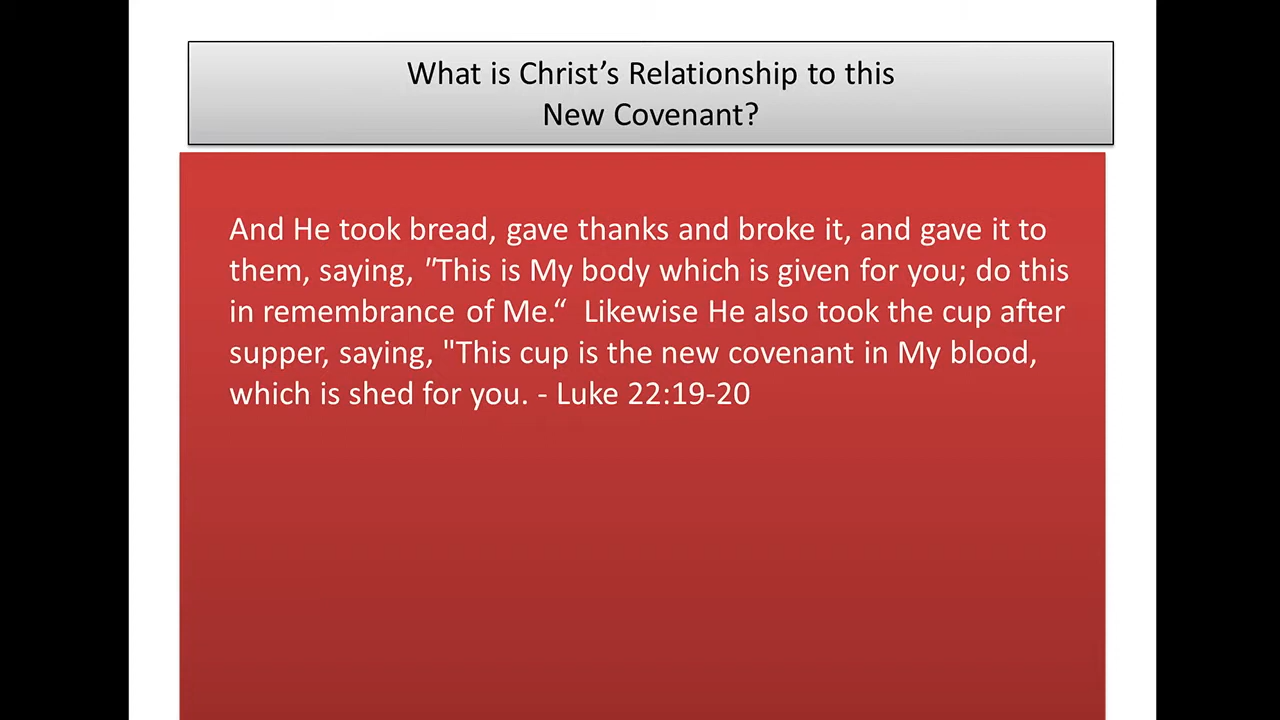 What is Christ’s Relationship to this
New Covenant?
And He took bread, gave thanks and broke it, and gave it to
them, saying, "This is My body which is given for you; do this
in remembrance of Me.“  Likewise He also took the cup after
supper, saying, "This cup is the new covenant in My blood,
which is shed for you. - Luke 22:19-20